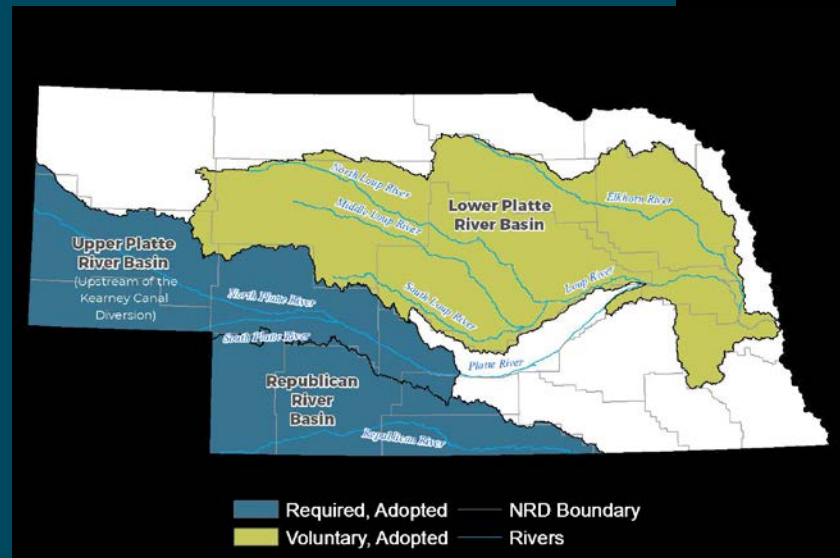 North Loup River
Middle Loup River
Lower Platte
River Basin
Elkhorn River
Upper Platte
River Basin
(Upstream of the
Kearney Canal
Diversion)
North Platte River
South Loup River
Loup River
South Platte River
Platte River
Republican
River
Basin
Republican River
Required, Adopted
NRD Boundary
Voluntary, Adopted
Rivers